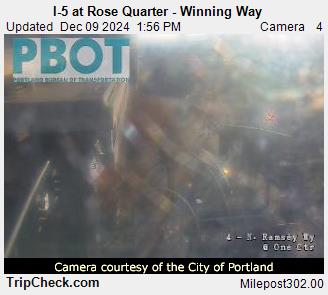 I-5 at Rose Quarter - Winning Way
Updated Dec 09 2024 1:56 PM Camera 4
PBOT
PORTLAND BUREAU OF TRANSPORTATION
4 - N. Ramsey Wy
@ One Ctr
Camera courtesy of the City of Portland
TripCheck.com Milepost302.00